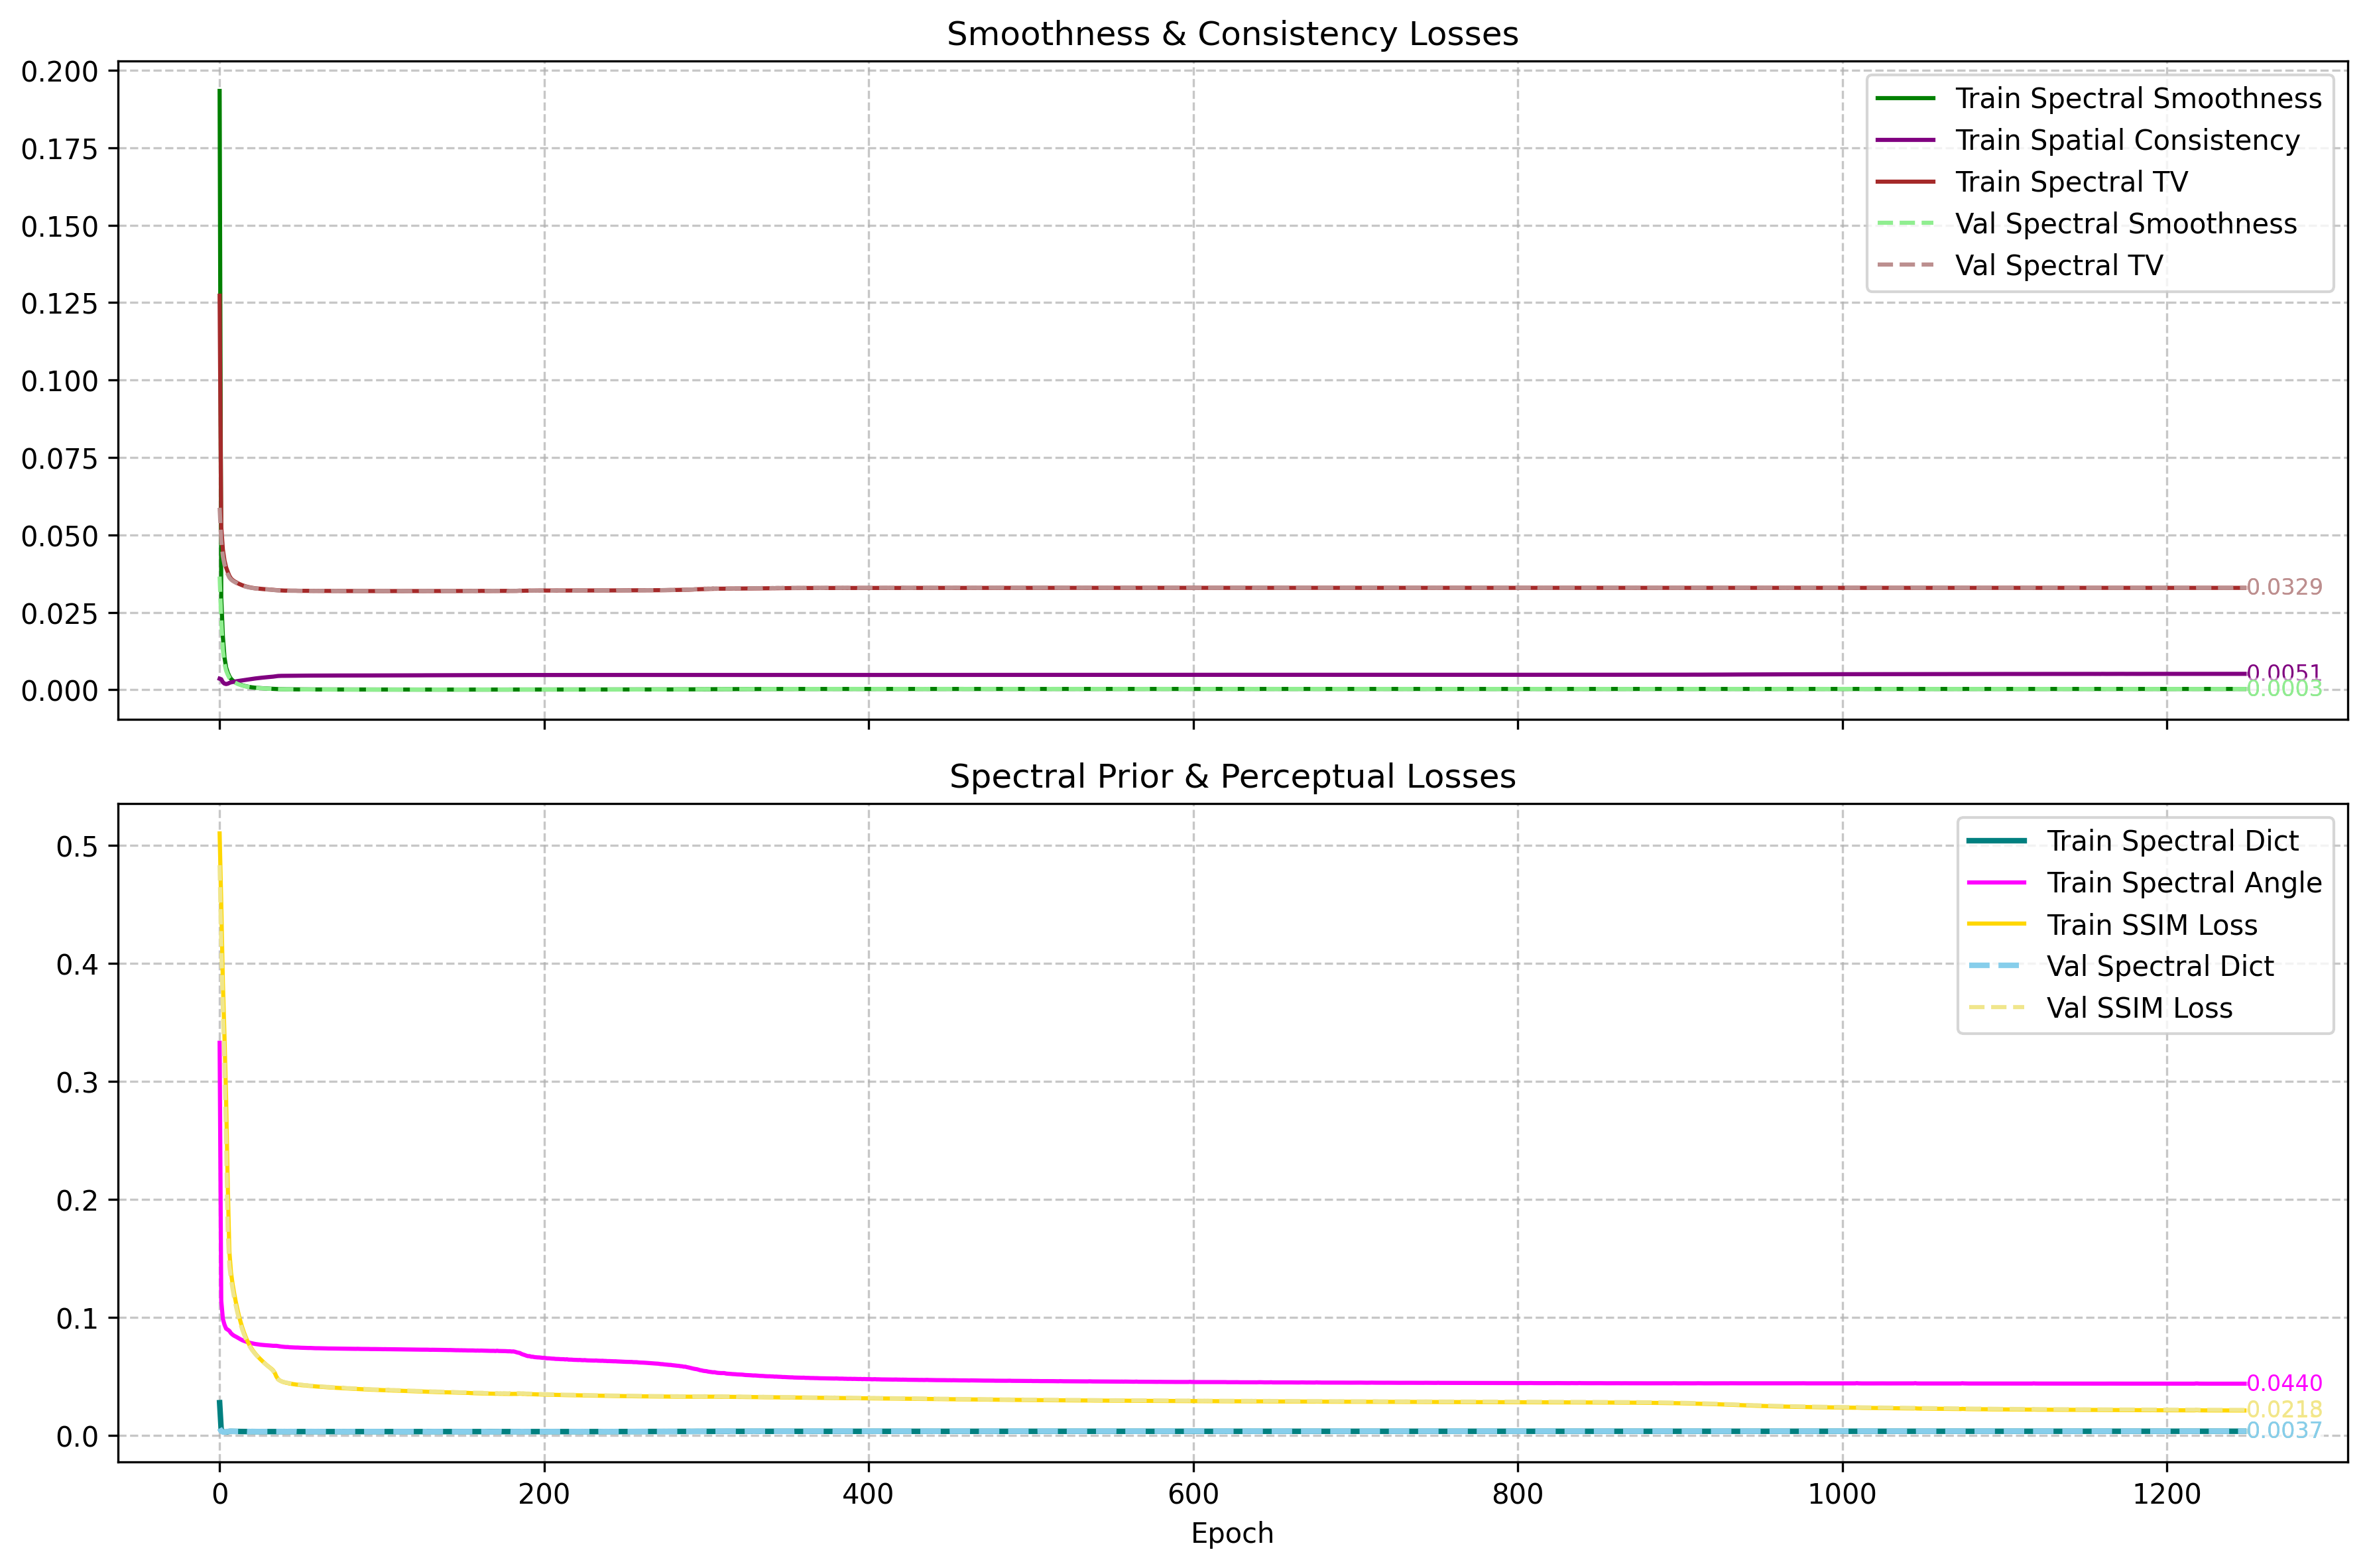 Smoothness & Consistency Losses
0.200
0.175
0.150
0.125
0.100
0.075
0.050
0.025
0.000
Train Spectral Smoothness
Train Spatial Consistency
Train Spectral TV
Val Spectral Smoothness
Val Spectral TV
0.0329
0.0051
0.0003
Spectral Prior & Perceptual Losses
0.5
0.4
0.3
0.2
0.1
0.0
Train Spectral Dict
Train Spectral Angle
Train SSIM Loss
Val Spectral Dict
Val SSIM Loss
0.0440
0.0218
0.0037
0 200 400 600 800 1000 1200
Epoch